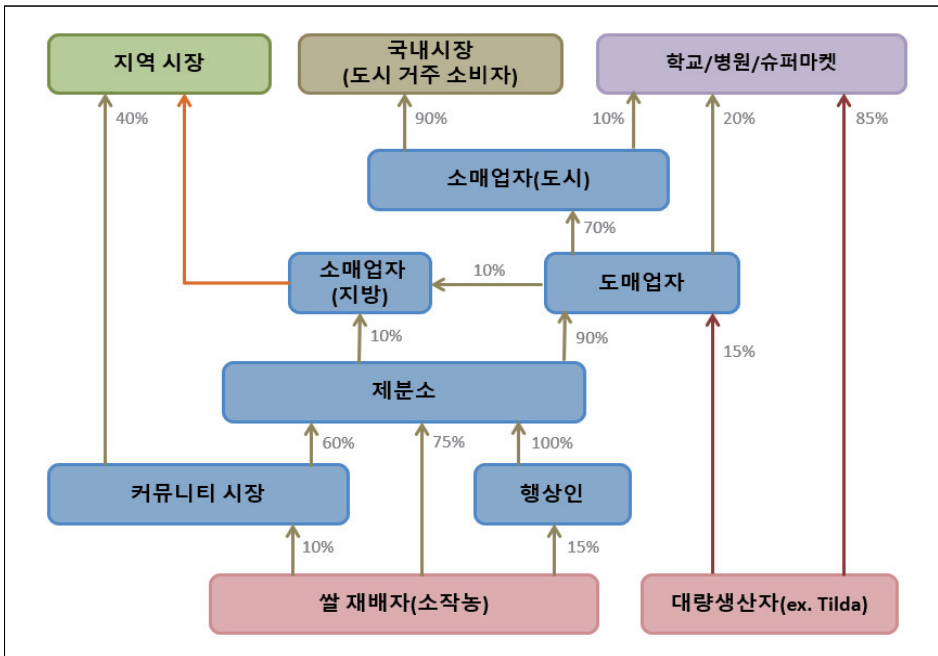 지역 시장
국내시장
(도시 거주 소비자)
학교/병원/슈퍼마켓
40%
90%
10%
20%
85%
소매업자(도시)
70%
소매업자
(지방)
10%
도매업자
10%
90%
15%
제분소
60%
75%
100%
커뮤니티 시장
행상인
10%
15%
쌀 재배자(소작농)
대량생산자(ex. Tilda)